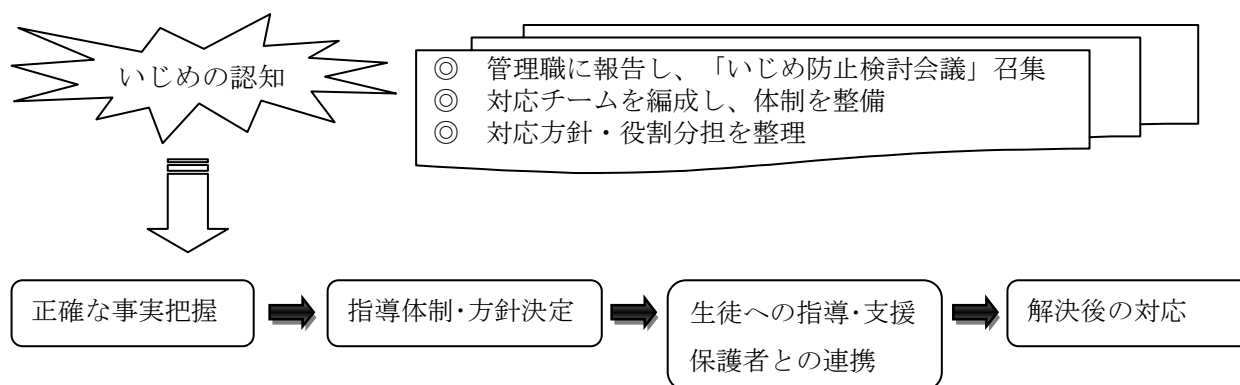 いじめの認知
◎ 管理職に報告し、「いじめ防止検討会議」召集
◎ 対応チームを編成し、体制を整備
◎ 対応方針・役割分担を整理
正確な事実把握
指導体制・方針決定
生徒への指導・支援
保護者との連携
解決後の対応